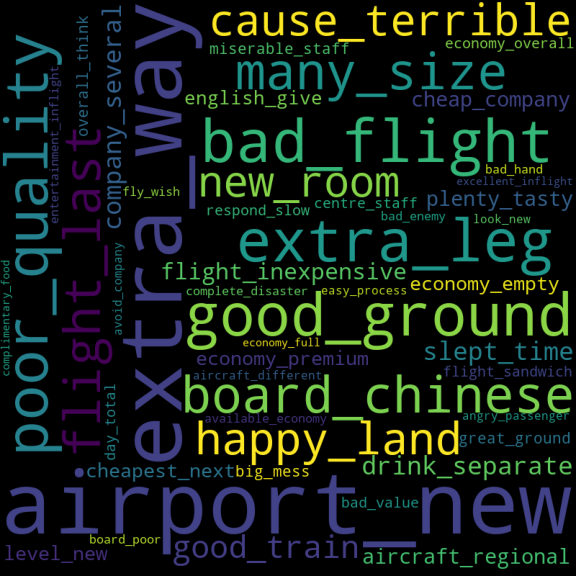 cause_terrible
miserable_staff
economy_overall
many_size
english_give
cheap_company
bad_flight
bad_hand
new_room
excellent_inflight
fly_wish
centre_staff
plenty_tasty
respond_slow
bad_enemy
look_new
extra_leg
flight_inexpensive
economy_empty
complete_disaster
easy_process
good_ground
economy_full
slept_time
economy_premium
aircraft_different
flight_sandwich
board_chinese
available_economy
angry_passenger
happy_land
great_ground
drink_separate
cheapest_next
big_mess
airport_new
bad_value
board_poor
level_new
good_train
aircraft_regional
poor_quality
complimentary_food
entertainment_inflight
flight_last
overall_think
company_several
avoid_company
day_total
extra_way